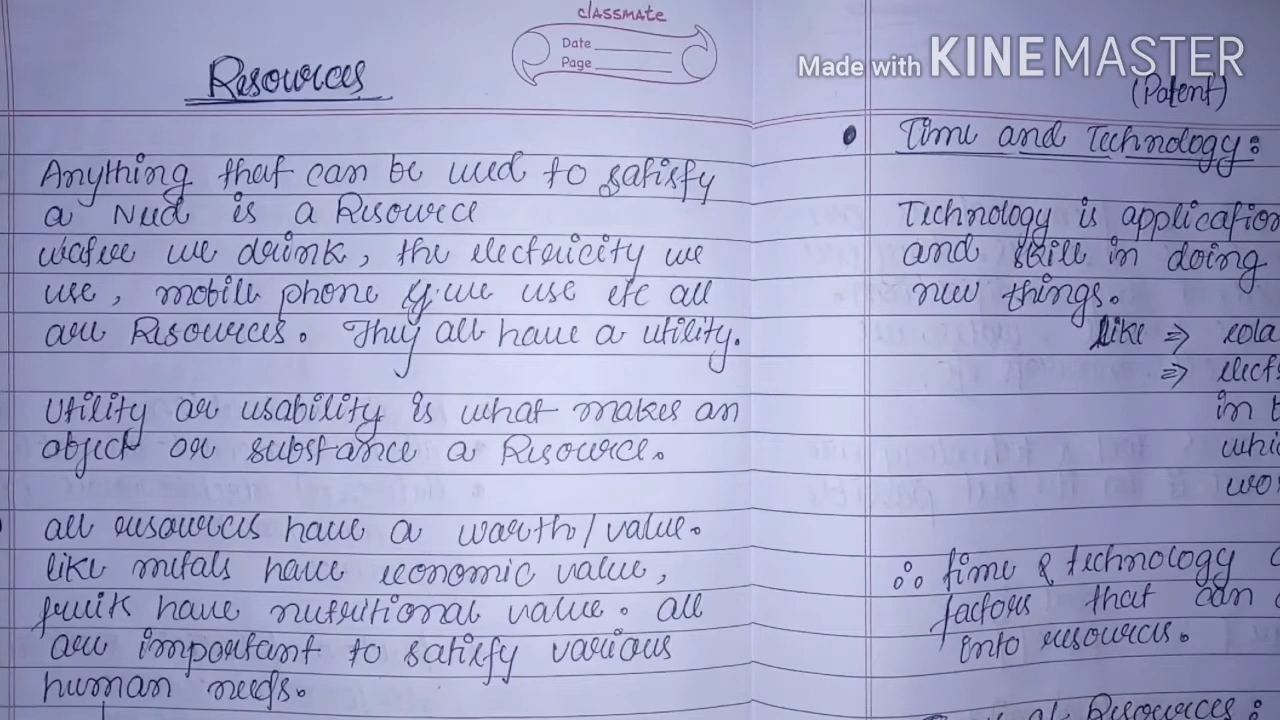 classmate
Date
Page
Made with KINEMASTER
Resources
Anything that can be used to satisfy
a Need is a Resource
water we drink, the electricity we
use, mobile phone we use etc all
are Resources. They all have a utility.
Utility or usability is what makes an
object or substance a Resource.
all resources have a worth/value.
like metals have economic value,
fruits have nutritional value. all
are important to satisfy various
human needs.
(Patent)
• Time and Technology:
Technology is application
and skill in doing
new things.
like ⇒
⇒
in
∴ time & technology
factors that can
into resources.
Resources: